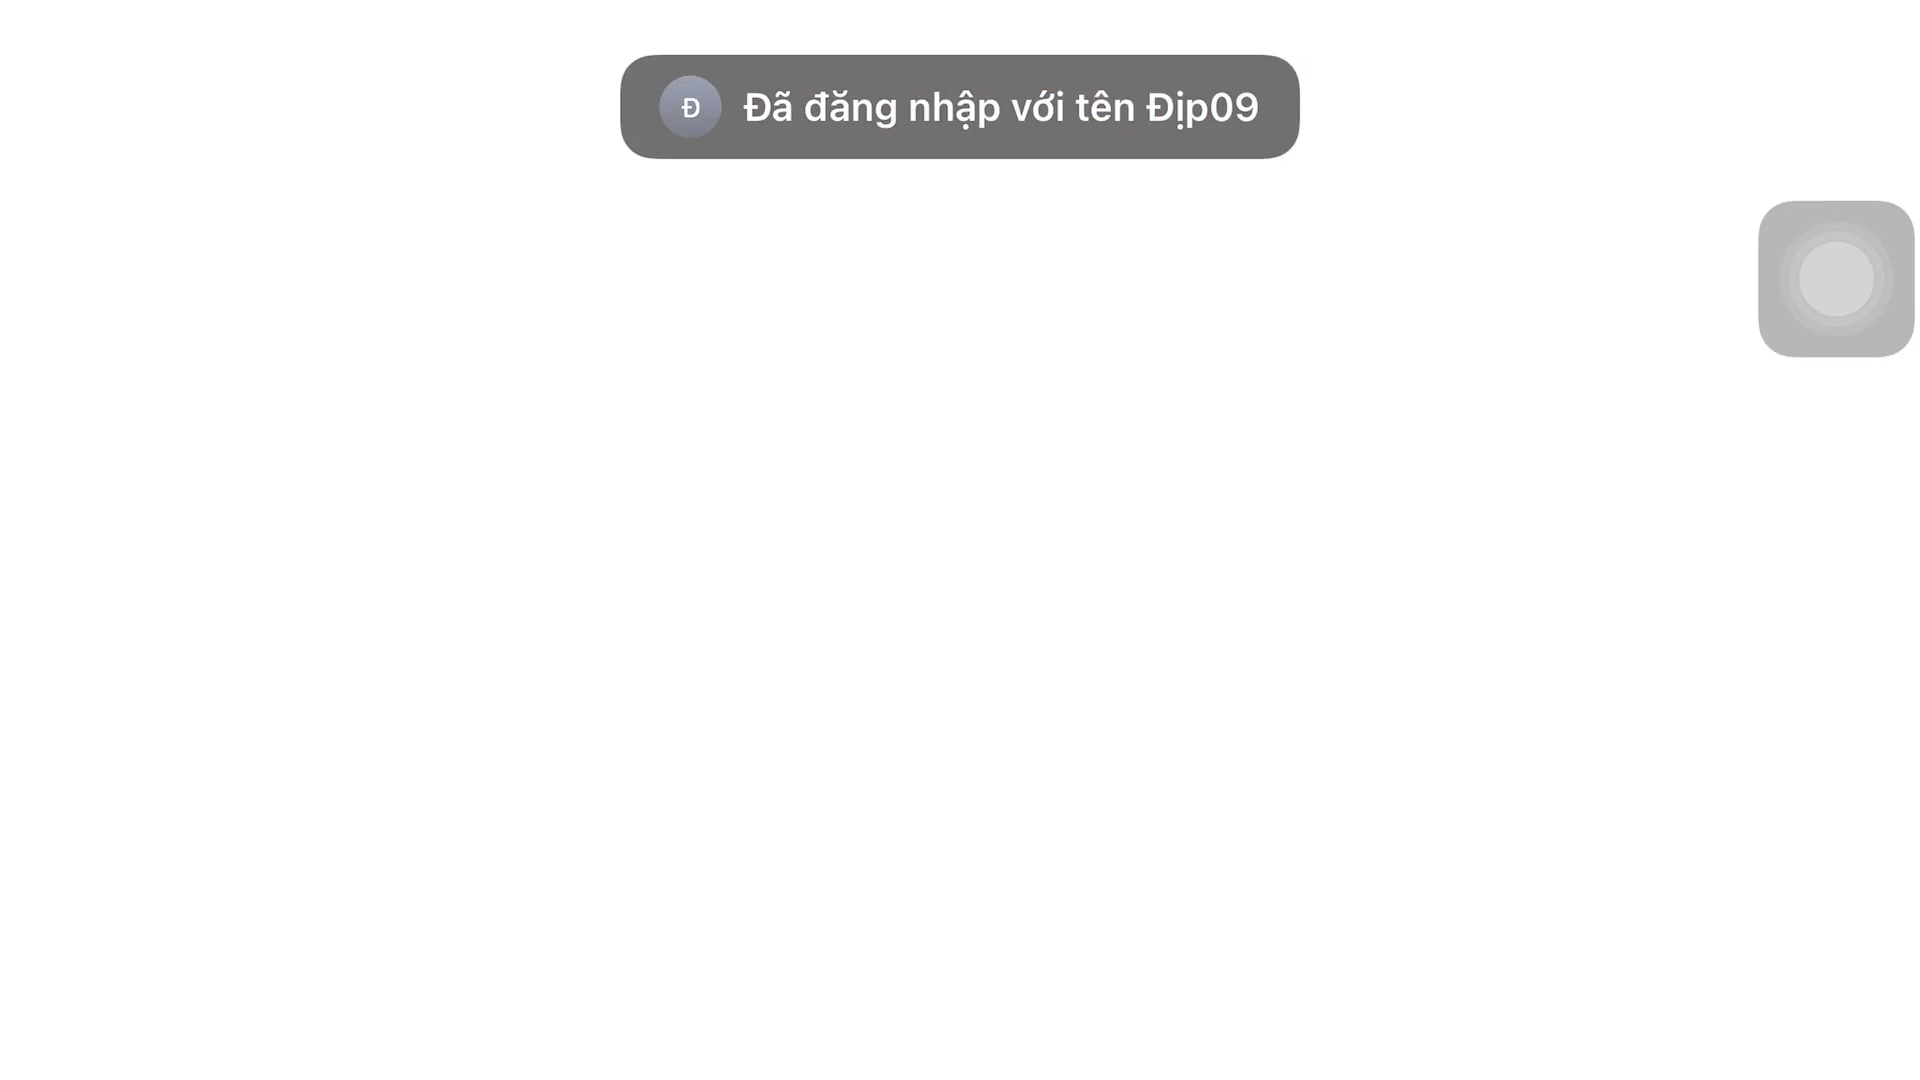 Đ Đã đăng nhập với tên Địp09